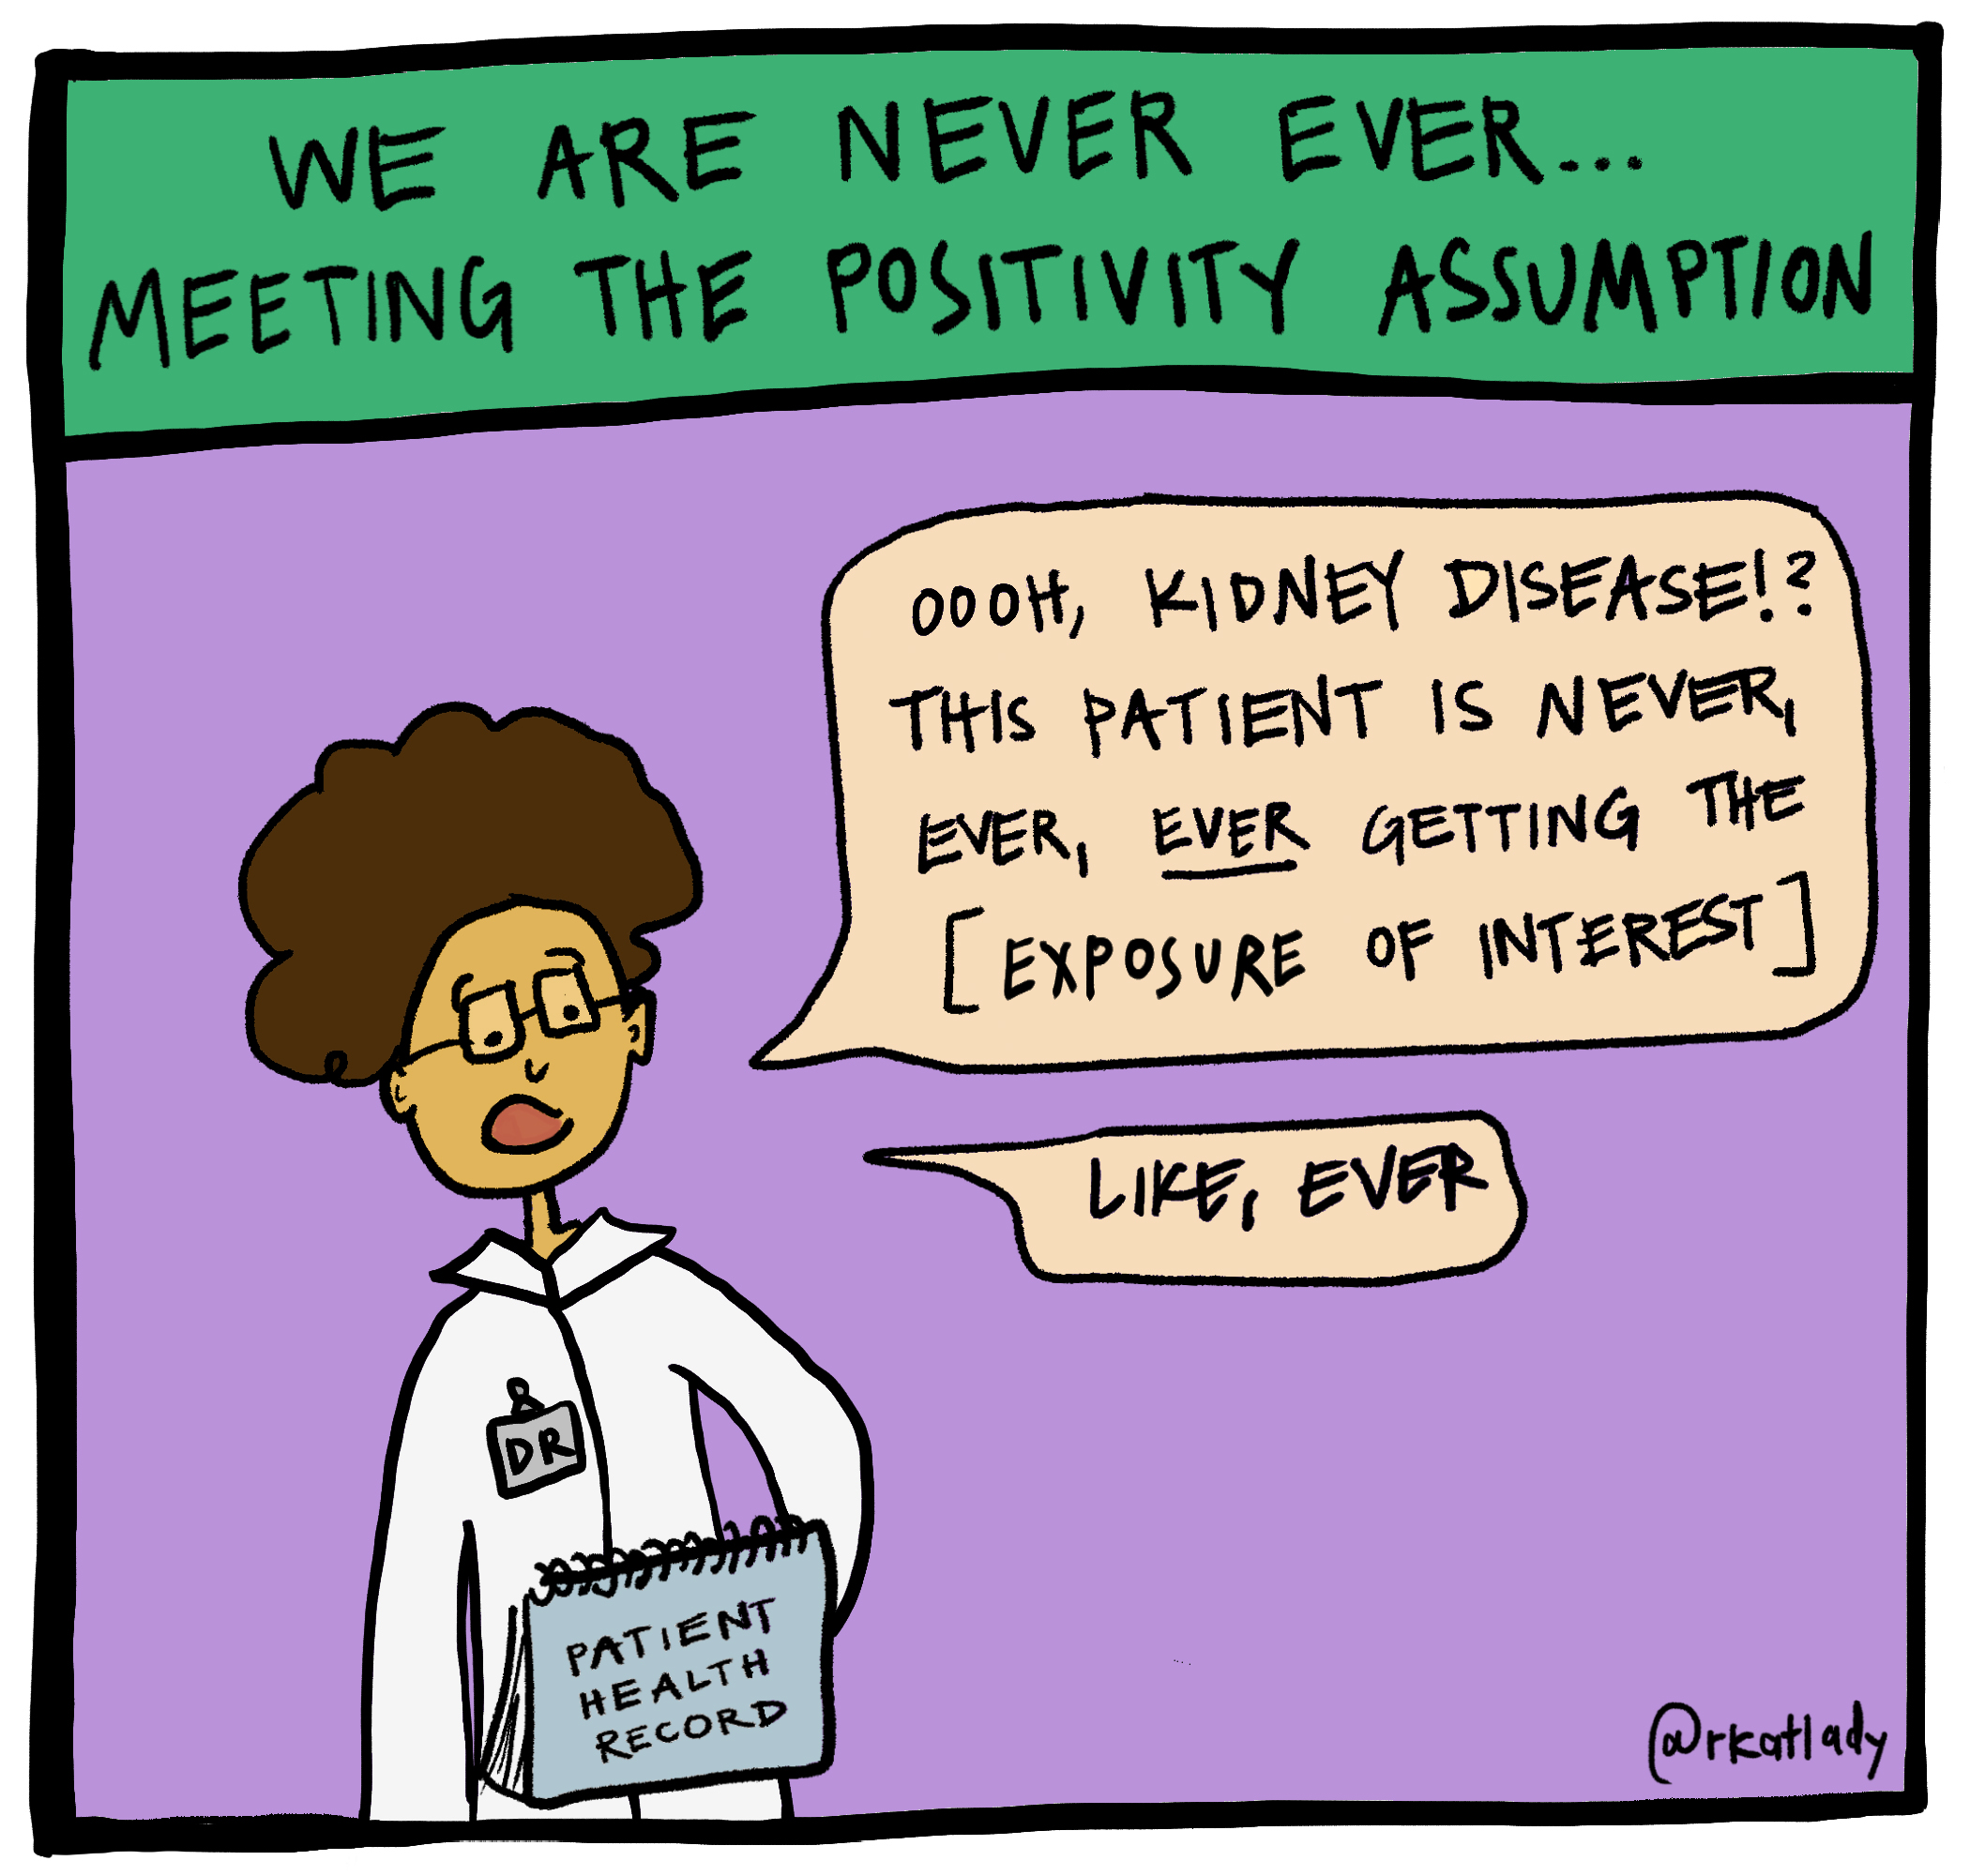 WE ARE NEVER EVER...
MEETING THE POSITIVITY ASSUMPTION
OOOH, KIDNEY DISEASE!?
THIS PATIENT IS NEVER,
EVER, EVER GETTING THE
[EXPOSURE OF INTEREST]
LIKE, EVER
DR
PATIENT
HEALTH
RECORD
@rkatlady